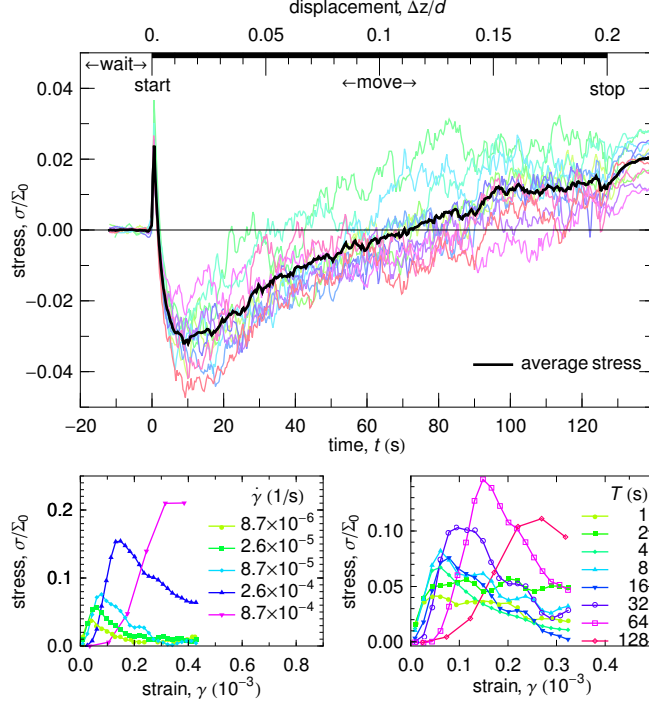 displacement, Δz/d
0. 0.05 0.1 0.15 0.2
←wait→
start
←move→
stop
0.04
0.02
0.00
−0.02
−0.04
stress, σ/Σ0
average stress
−20 0 20 40 60 80 100 120
time, t (s)
0.2
0.1
0.0
stress, σ/Σ0
γ̇ (1/s)
8.7×10−6
2.6×10−5
8.7×10−5
2.6×10−4
8.7×10−4
0.0 0.2 0.4 0.6 0.8
strain, γ (10−3)
0.10
0.05
0.00
stress, σ/Σ0
T (s)
1
2
4
8
16
32
64
128
0.0 0.1 0.2 0.3 0.4
strain, γ (10−3)